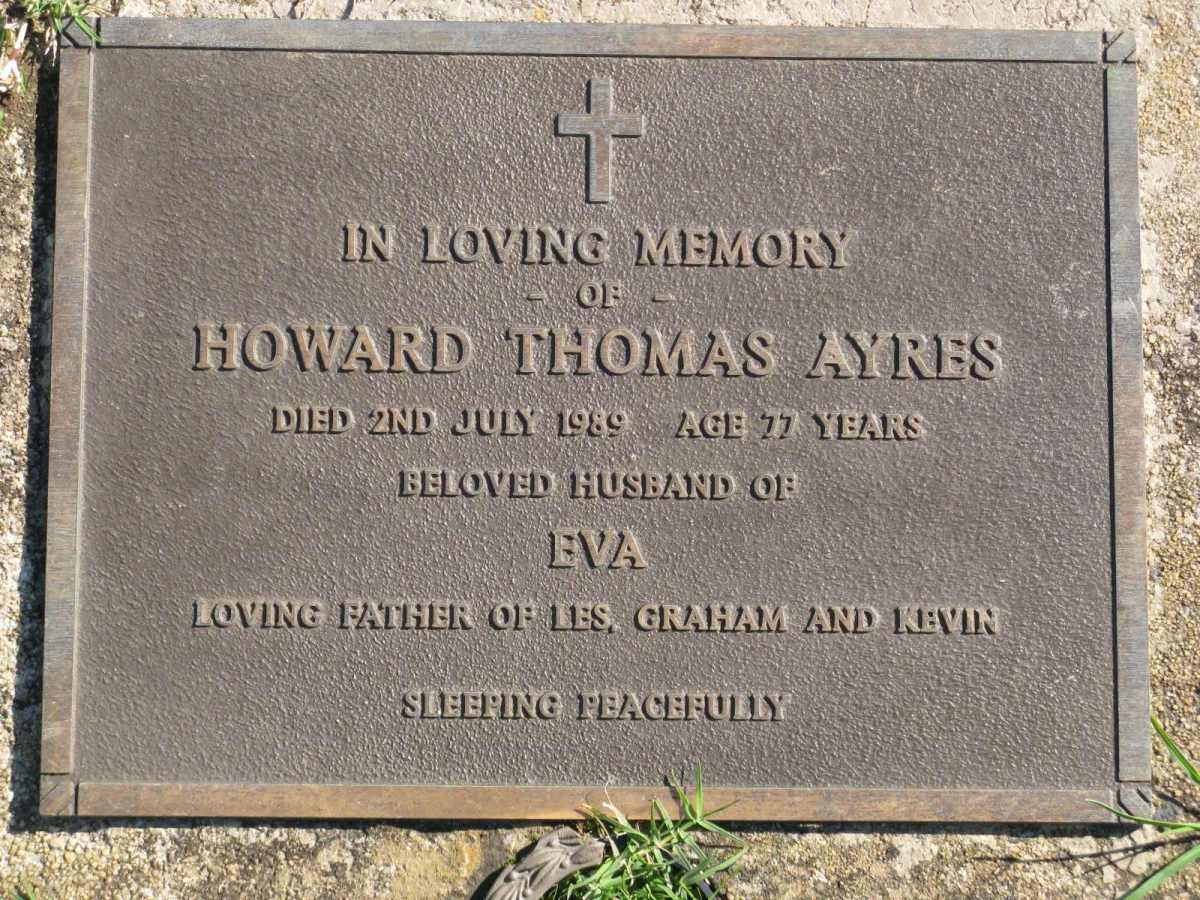 IN LOVING MEMORY
- OF -
HOWARD THOMAS AYRES
DIED 2ND JULY 1989 AGE 77 YEARS
BELOVED HUSBAND OF
EVA
LOVING FATHER OF LES, GRAHAM AND KEVIN
SLEEPING PEACEFULLY